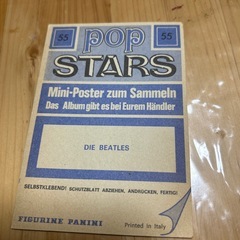 55 pop 55
STARS
Mini-Poster zum Sammeln
Das Album gibt es bei Eurem Händler
DIE BEATLES
SELBSTKLEBEND! SCHUTZBLATT ABZIEHEN, ANDRÜCKEN, FERTIG!
FIGURINE PANINI
Printed in Italy